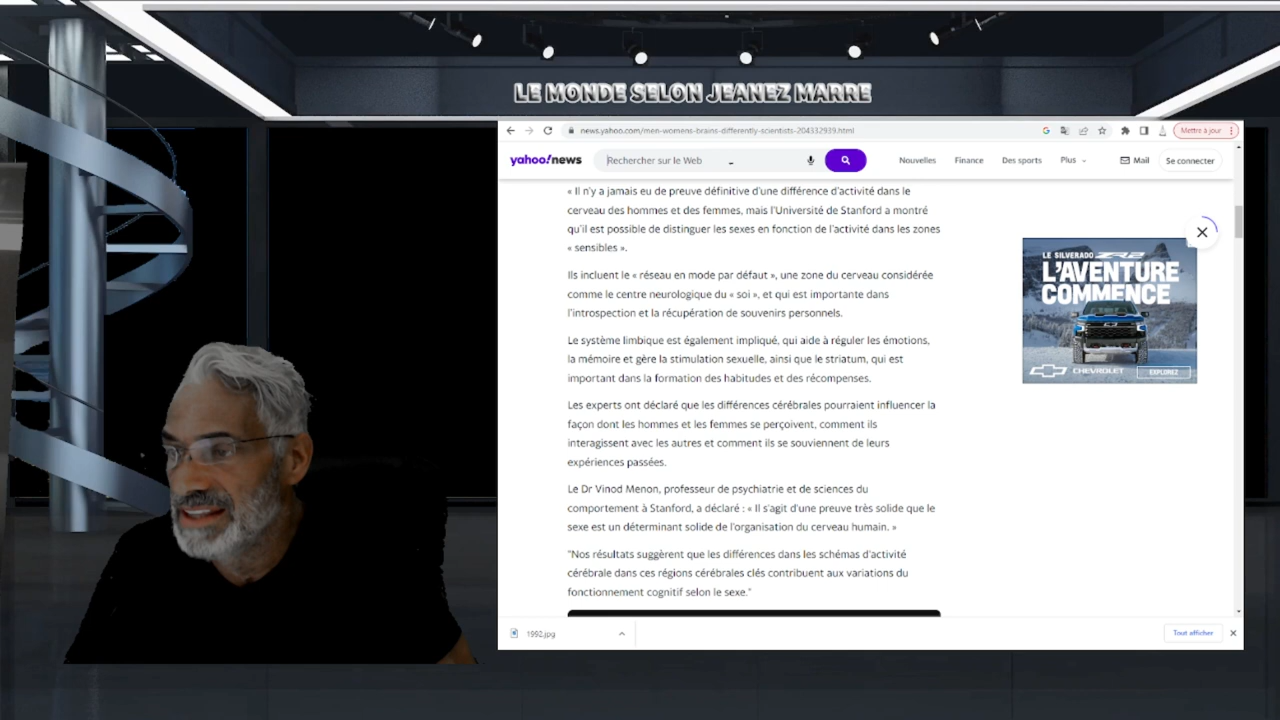 LE MONDE SELON JEANEZ MARRE
news.yahoo.com/men-womens-brains-differently-scientists-204332939.html
Mettre à jour
yahoo!news
Rechercher sur le Web
Nouvelles
Finance
Des sports
Plus
Mail
Se connecter
« Il n'y a jamais eu de preuve définitive d'une différence d'activité dans le
cerveau des hommes et des femmes, mais l'Université de Stanford a montré
qu'il est possible de distinguer les sexes en fonction de l'activité dans les zones
« sensibles ».
Ils incluent le « réseau en mode par défaut », une zone du cerveau considérée
comme le centre neurologique du « soi », et qui est importante dans
l'introspection et la récupération de souvenirs personnels.
Le système limbique est également impliqué, qui aide à réguler les émotions,
la mémoire et gère la stimulation sexuelle, ainsi que le striatum, qui est
important dans la formation des habitudes et des récompenses.
Les experts ont déclaré que les différences cérébrales pourraient influencer la
façon dont les hommes et les femmes se perçoivent, comment ils
interagissent avec les autres et comment ils se souviennent de leurs
expériences passées.
Le Dr Vinod Menon, professeur de psychiatrie et de sciences du
comportement à Stanford, a déclaré : « Il s'agit d'une preuve très solide que le
sexe est un déterminant solide de l'organisation du cerveau humain. »
"Nos résultats suggèrent que les différences dans les schémas d'activité
cérébrale dans ces régions cérébrales clés contribuent aux variations du
fonctionnement cognitif selon le sexe."
LE SILVERADO ZR2
L'AVENTURE
COMMENCE
CHEVROLET
EXPLOREZ
1992.jpg
Tout afficher